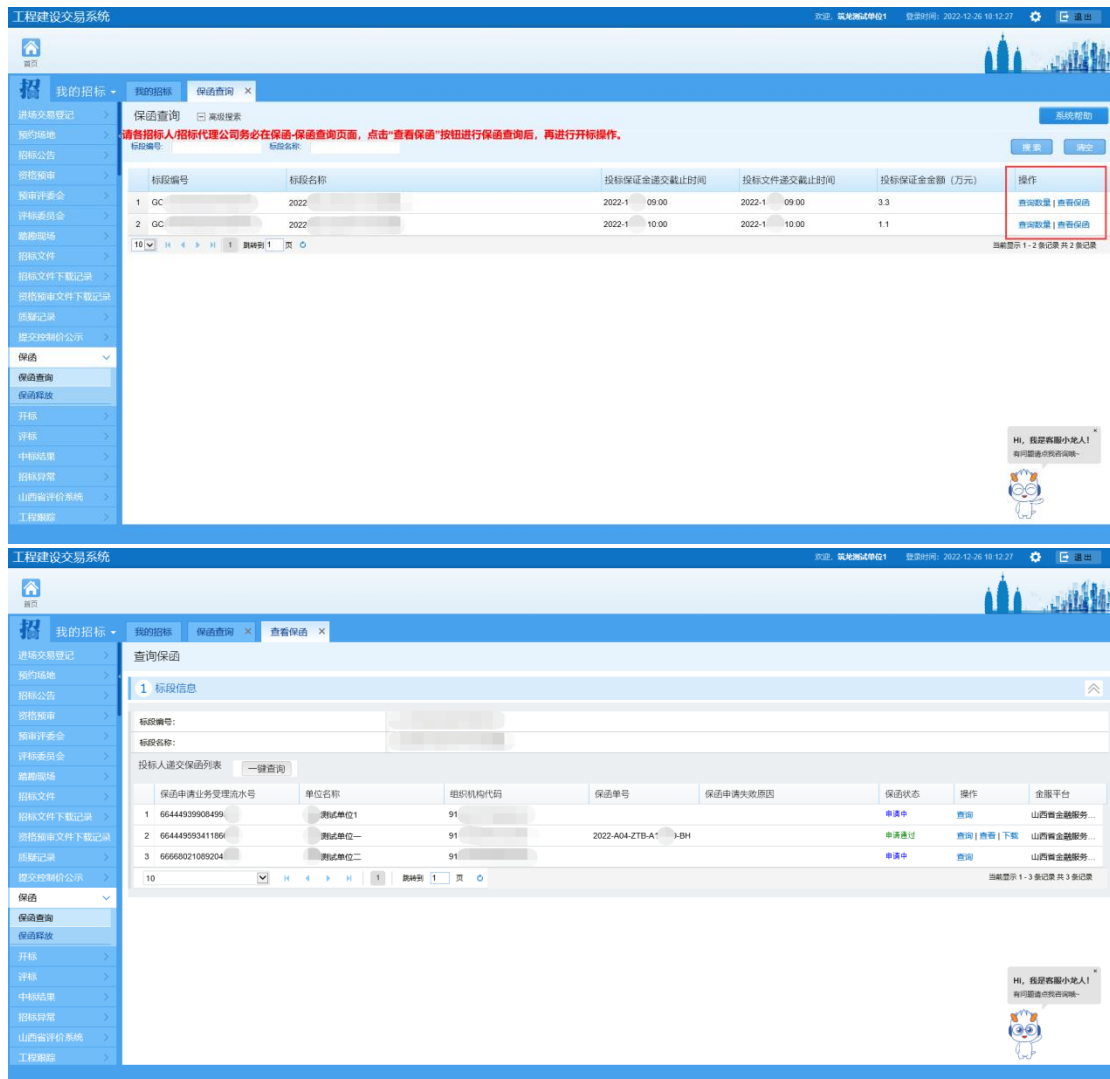 工程建设交易系统
欢迎, 筑龙测试单位1 登录时间: 2022-12-26 10:12:27 退出
首页
招 我的招标 我的招标 保函查询 ×
进场交易登记
保函查询 高级搜索 系统帮助
预约场地
请各招标人/招标代理公司务必在保函-保函查询页面，点击“查看保函”按钮进行保函查询后，再进行开标操作。
标段编号: 标段名称: 搜索 清空
招标公告
资格预审
标段编号 标段名称 投标保证金递交截止时间 投标文件递交截止时间 投标保证金金额（万元） 操作
预审评委会
1 GC 2022 2022-1 09:00 2022-1 09:00 3.3 查询数量 | 查看保函
评标委员会
2 GC 2022 2022-1 10:00 2022-1 10:00 1.1 查询数量 | 查看保函
踏勘现场
10 1 跳转到 1 页 当前显示 1 - 2 条记录 共 2 条记录
招标文件
招标文件下载记录
资格预审文件下载记录
质疑记录
提交控制价公示
保函
保函查询
保函释放
开标
评标
中标结果
招标异常
山西省评价系统
工程跟踪
Hi，我是客服小龙人！
有问题请点我咨询哦~
工程建设交易系统
欢迎, 筑龙测试单位1 登录时间: 2022-12-26 10:12:27 退出
首页
招 我的招标 我的招标 保函查询 × 查看保函 ×
进场交易登记
查询保函
预约场地
1 标段信息
招标公告
资格预审
标段编号:
预审评委会
标段名称:
评标委员会
投标人递交保函列表 一键查询
踏勘现场
招标文件
保函申请业务受理流水号 单位名称 组织机构代码 保函单号 保函申请失效原因 保函状态 操作 金服平台
招标文件下载记录
1 66444939908499 测试单位1 91 申请中 查询 山西省金融服务...
资格预审文件下载记录
2 6644495934118 测试单位一 91 2022-A04-ZTB-A -BH 申请通过 查询 | 查看 | 下载 山西省金融服务...
质疑记录
3 66668021089204 测试单位二 91 申请中 查询 山西省金融服务...
提交控制价公示
10 1 跳转到 1 页 当前显示 1 - 3 条记录 共 3 条记录
保函
保函查询
保函释放
开标
评标
中标结果
招标异常
山西省评价系统
工程跟踪
Hi，我是客服小龙人！
有问题请点我咨询哦~